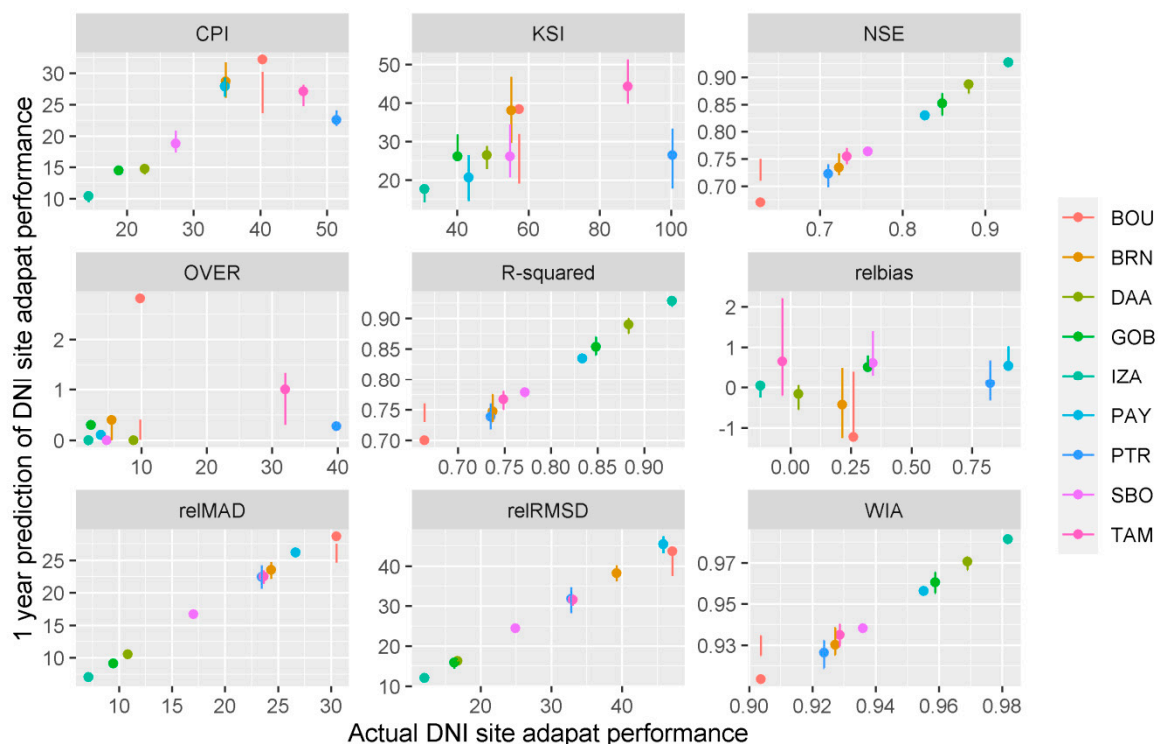 CPI
KSI
NSE
30
25
20
15
10
20 30 40 50
50
40
30
20
40 60 80 100
0.90
0.85
0.80
0.75
0.70
0.7 0.8 0.9
OVER
R-squared
relbias
2
1
0
0 10 20 30 40
0.90
0.85
0.80
0.75
0.70
0.70 0.75 0.80 0.85 0.90
2
1
0
-1
0.00 0.25 0.50 0.75
relMAD
relRMSD
WIA
25
20
15
10
10 15 20 25 30
40
30
20
10
20 30 40
0.97
0.95
0.93
0.90 0.92 0.94 0.96 0.98
1 year prediction of DNI site adapat performance
Actual DNI site adapat performance
BOU
BRN
DAA
GOB
IZA
PAY
PTR
SBO
TAM